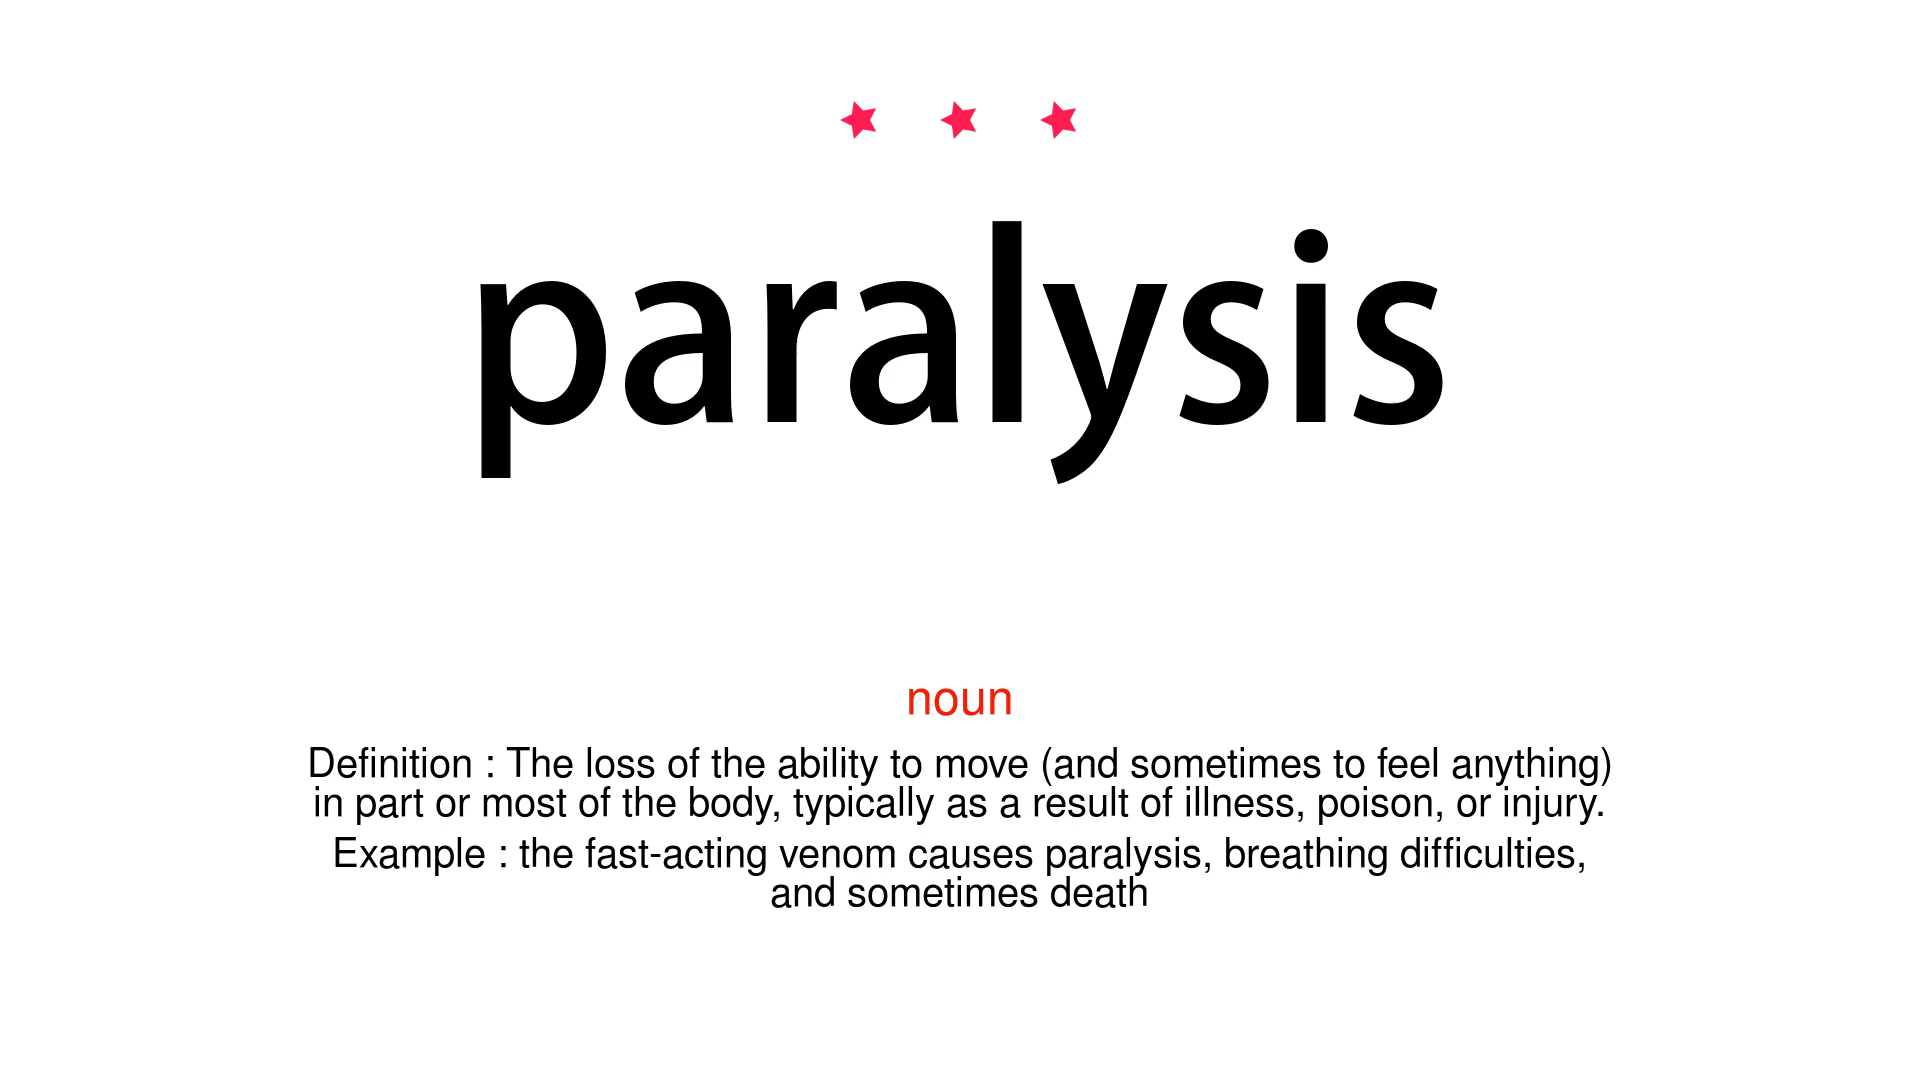 paralysis
noun
Definition : The loss of the ability to move (and sometimes to feel anything)
in part or most of the body, typically as a result of illness, poison, or injury.
Example : the fast-acting venom causes paralysis, breathing difficulties,
and sometimes death